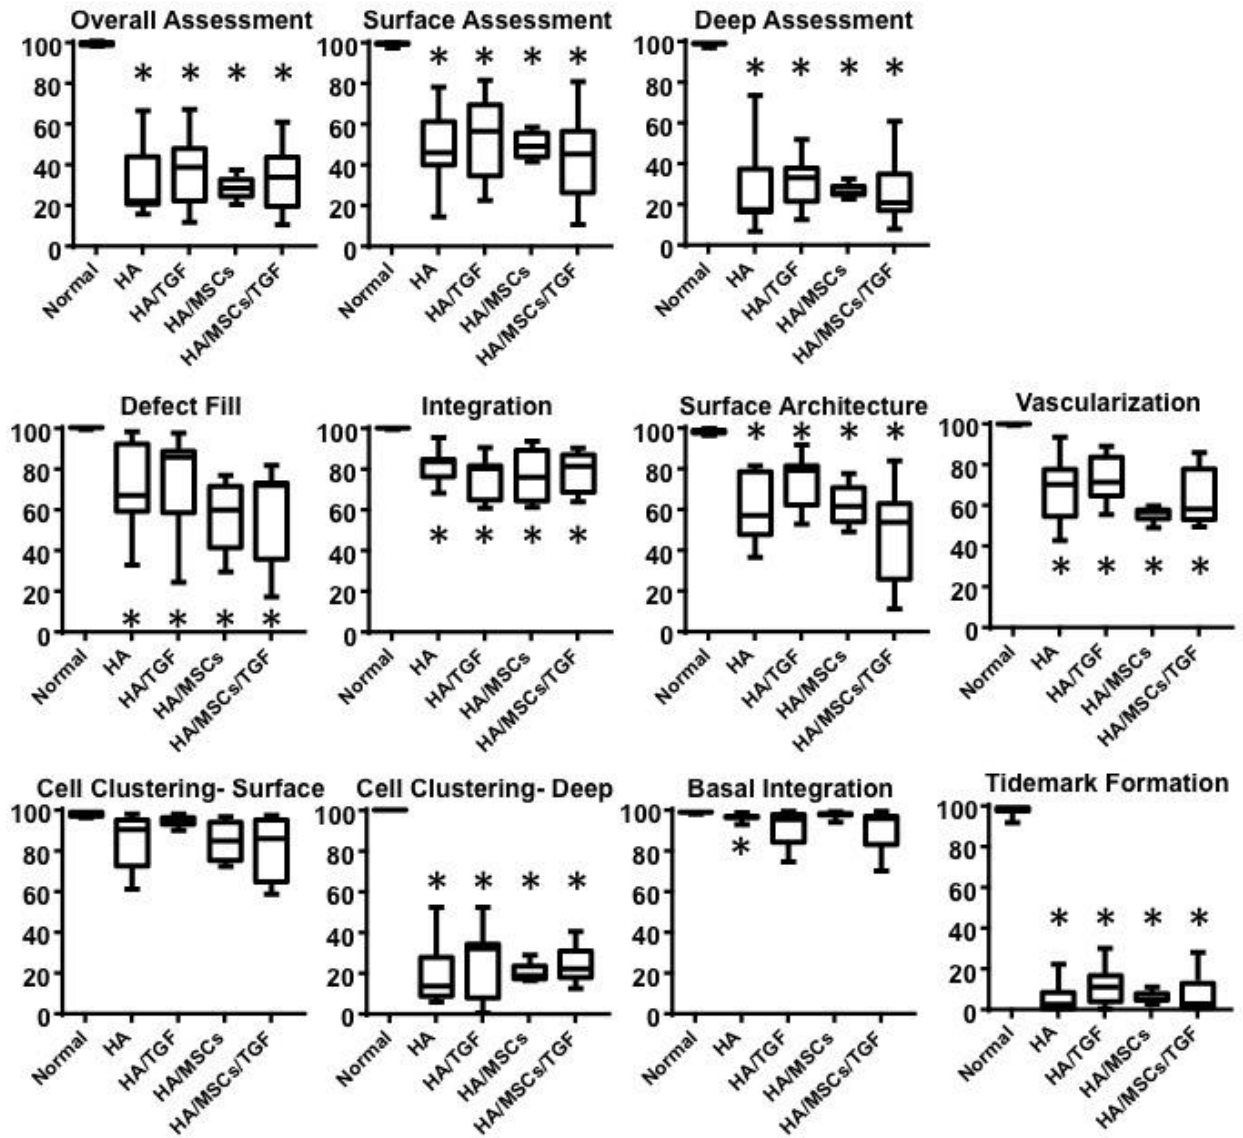 Overall Assessment
100
80
60
40
20
0
*
*
*
*
Normal
HA
HA/TGF
HA/MSCs
HA/MSCs/TGF
Surface Assessment
100
80
60
40
20
0
*
*
*
*
Normal
HA
HA/TGF
HA/MSCs
HA/MSCs/TGF
Deep Assessment
100
80
60
40
20
0
*
*
*
*
Normal
HA
HA/TGF
HA/MSCs
HA/MSCs/TGF
Defect Fill
100
80
60
40
20
0
*
*
*
*
Normal
HA
HA/TGF
HA/MSCs
HA/MSCs/TGF
Integration
100
80
60
40
20
0
*
*
*
*
Normal
HA
HA/TGF
HA/MSCs
HA/MSCs/TGF
Surface Architecture
100
80
60
40
20
0
*
*
*
*
Normal
HA
HA/TGF
HA/MSCs
HA/MSCs/TGF
Vascularization
100
80
60
40
20
0
*
*
*
*
Normal
HA
HA/TGF
HA/MSCs
HA/MSCs/TGF
Cell Clustering- Surface
100
80
60
40
20
0
Normal
HA
HA/TGF
HA/MSCs
HA/MSCs/TGF
Cell Clustering- Deep
100
80
60
40
20
0
*
*
*
*
Normal
HA
HA/TGF
HA/MSCs
HA/MSCs/TGF
Basal Integration
100
80
60
40
20
0
*
Normal
HA
HA/TGF
HA/MSCs
HA/MSCs/TGF
Tidemark Formation
100
80
60
40
20
0
*
*
*
*
Normal
HA
HA/TGF
HA/MSCs
HA/MSCs/TGF